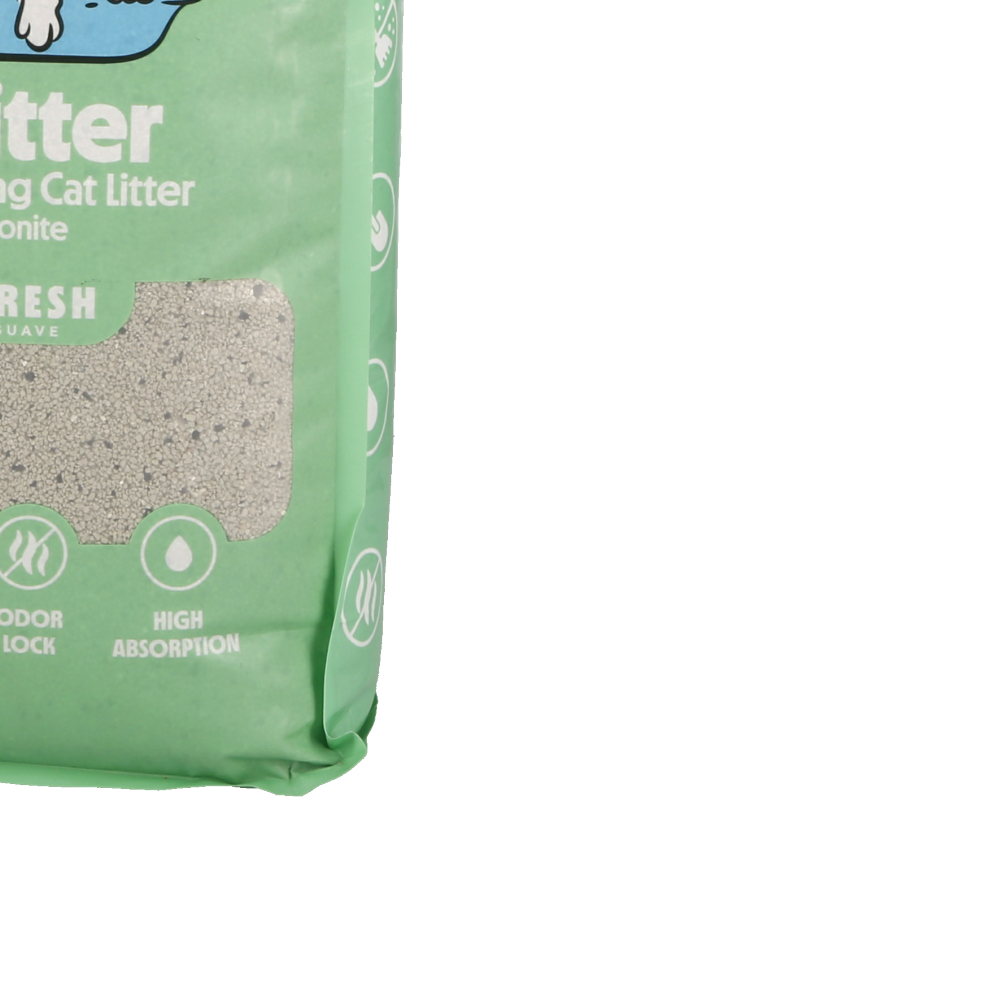 itter
ng Cat Litter
onite
RESH
SUAVE
ODOR
LOCK
HIGH
ABSORPTION